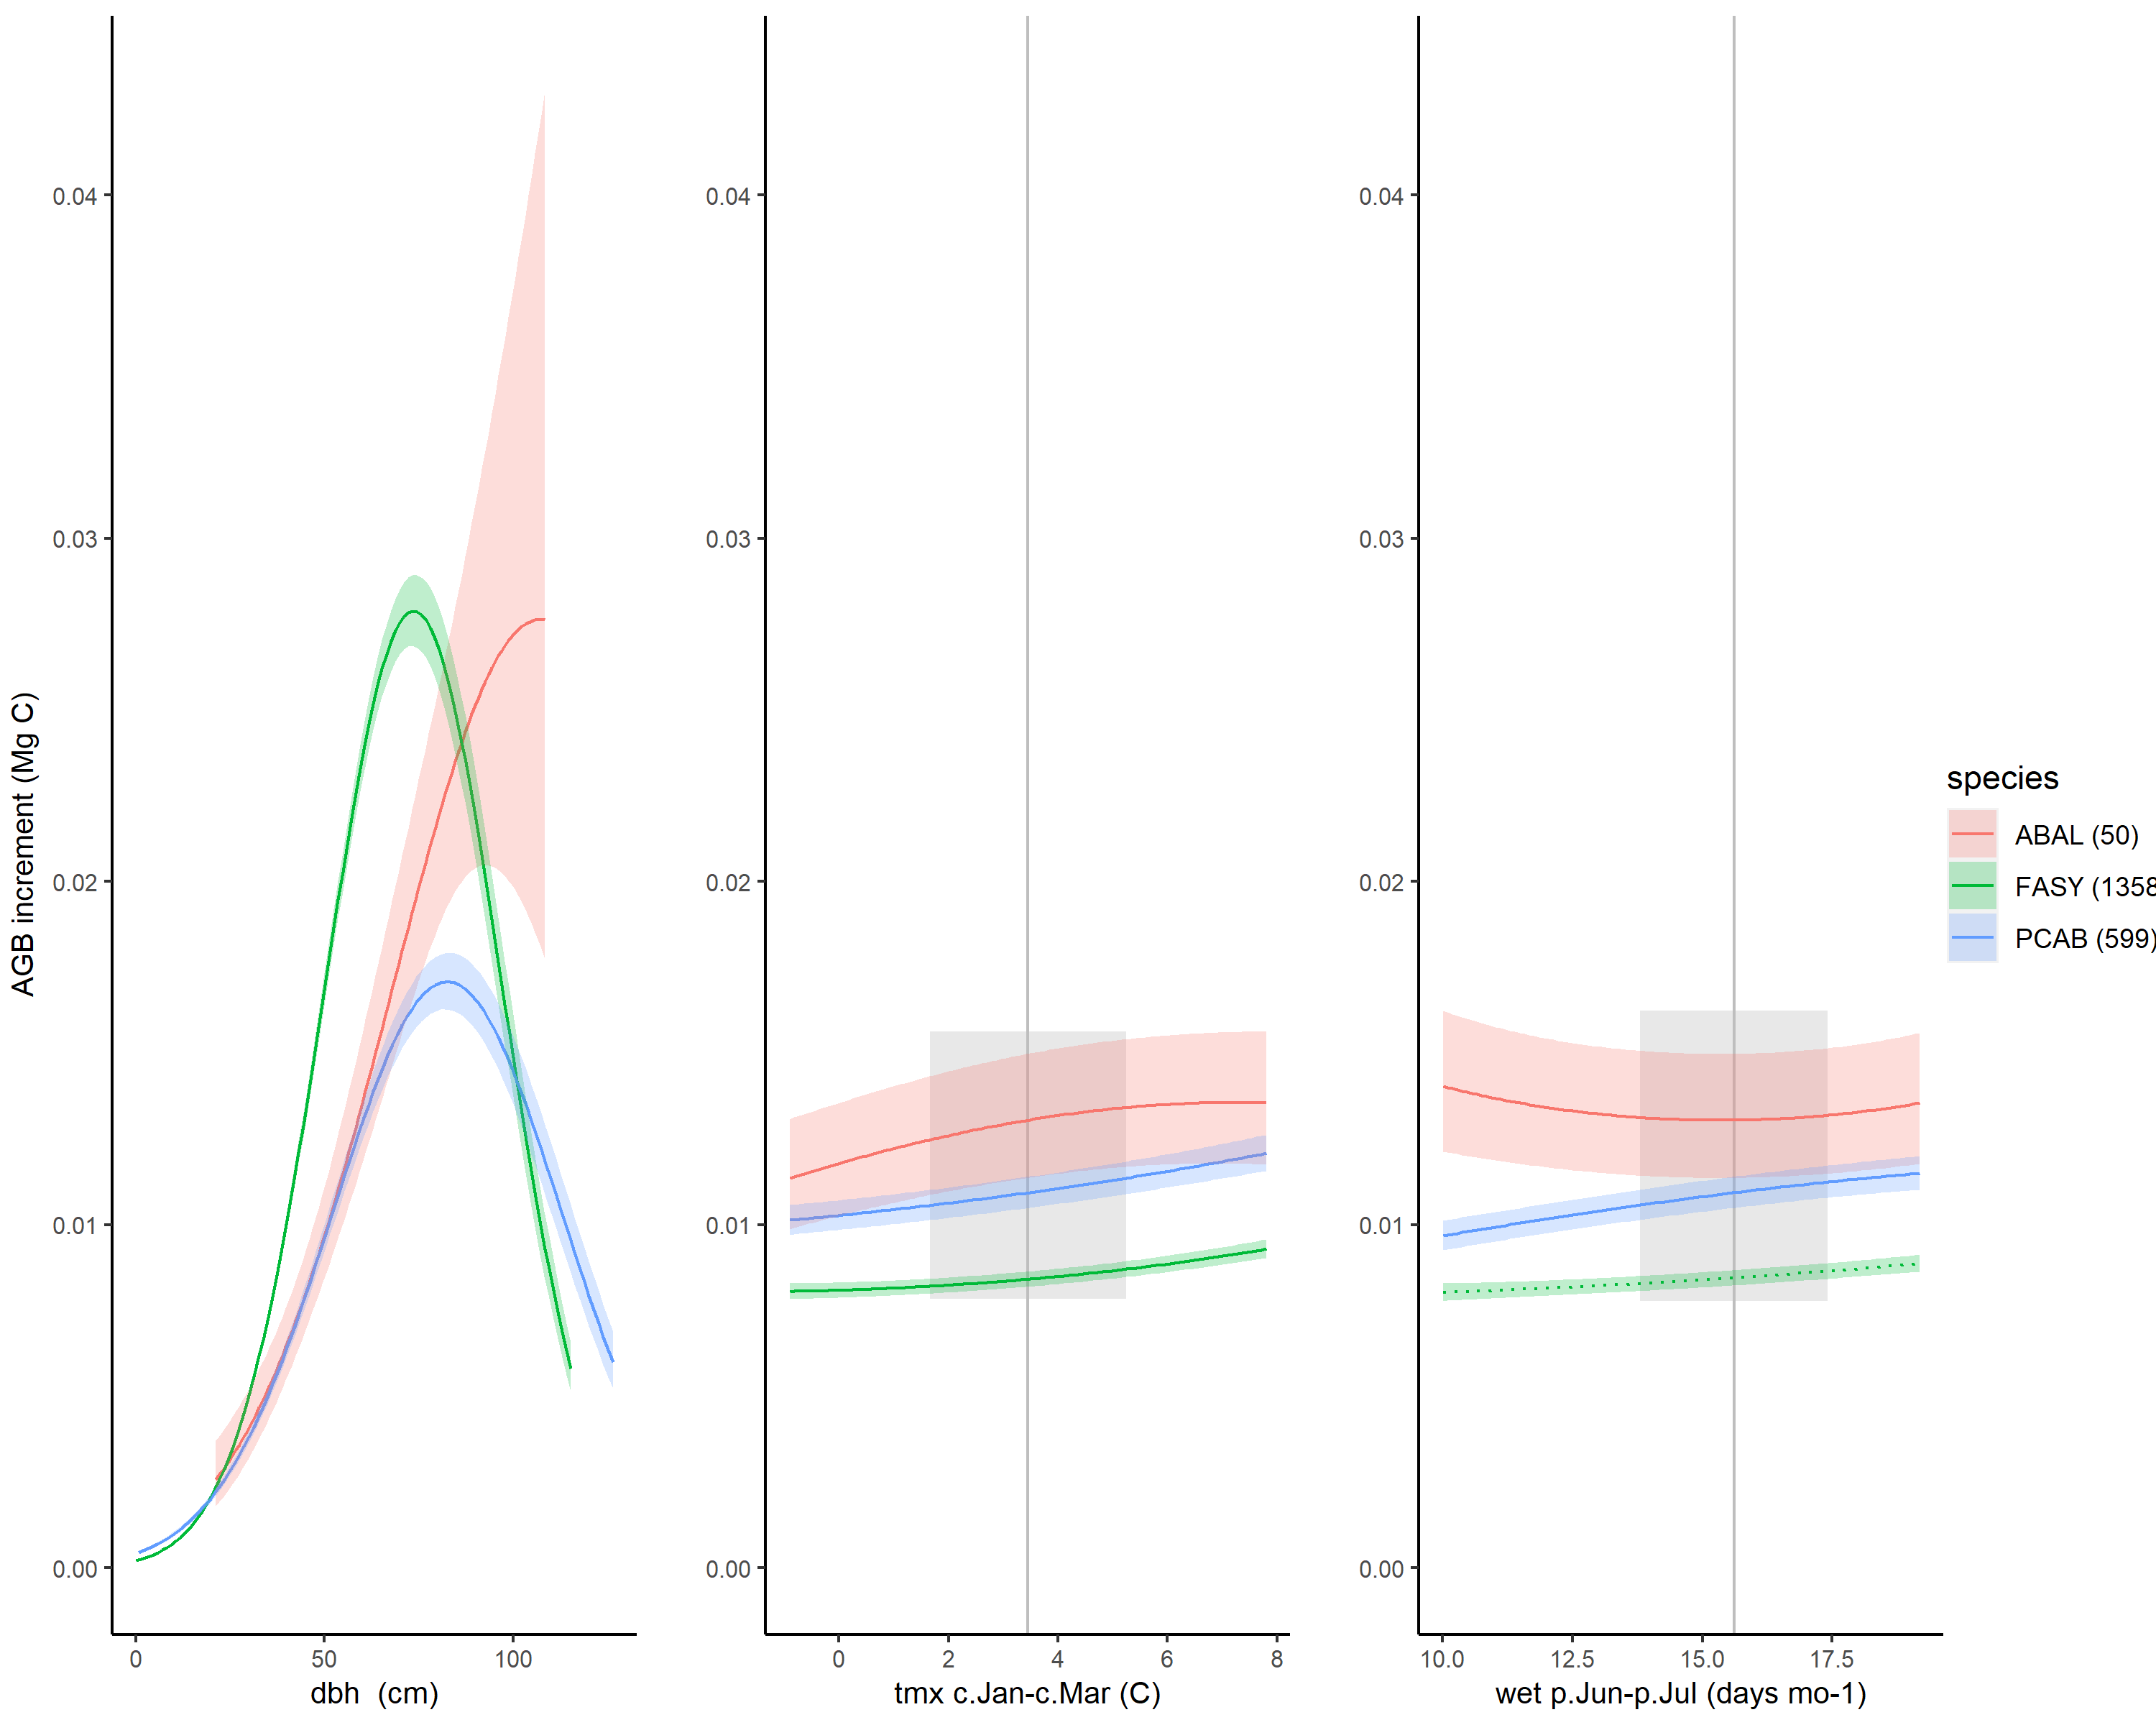 AGB increment (Mg C)
0.04
0.03
0.02
0.01
0.00
0 50 100
dbh (cm)
0.04
0.03
0.02
0.01
0.00
0 2 4 6 8
tmx c.Jan-c.Mar (C)
0.04
0.03
0.02
0.01
0.00
10.0 12.5 15.0 17.5
wet p.Jun-p.Jul (days mo-1)
species
ABAL (50)
FASY (1358
PCAB (599)